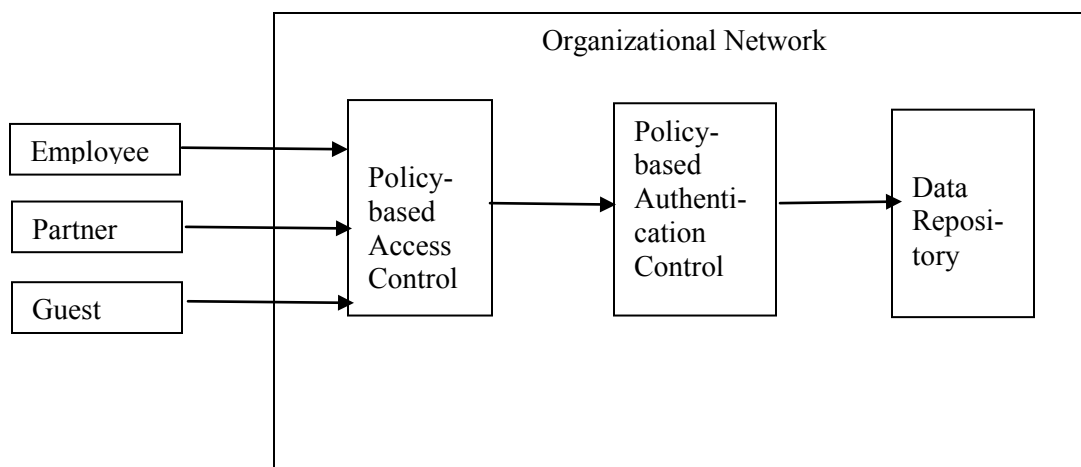 Organizational Network
Employee
Partner
Guest
Policy-
based
Access
Control
Policy-
based
Authenti-
cation
Control
Data
Reposi-
tory